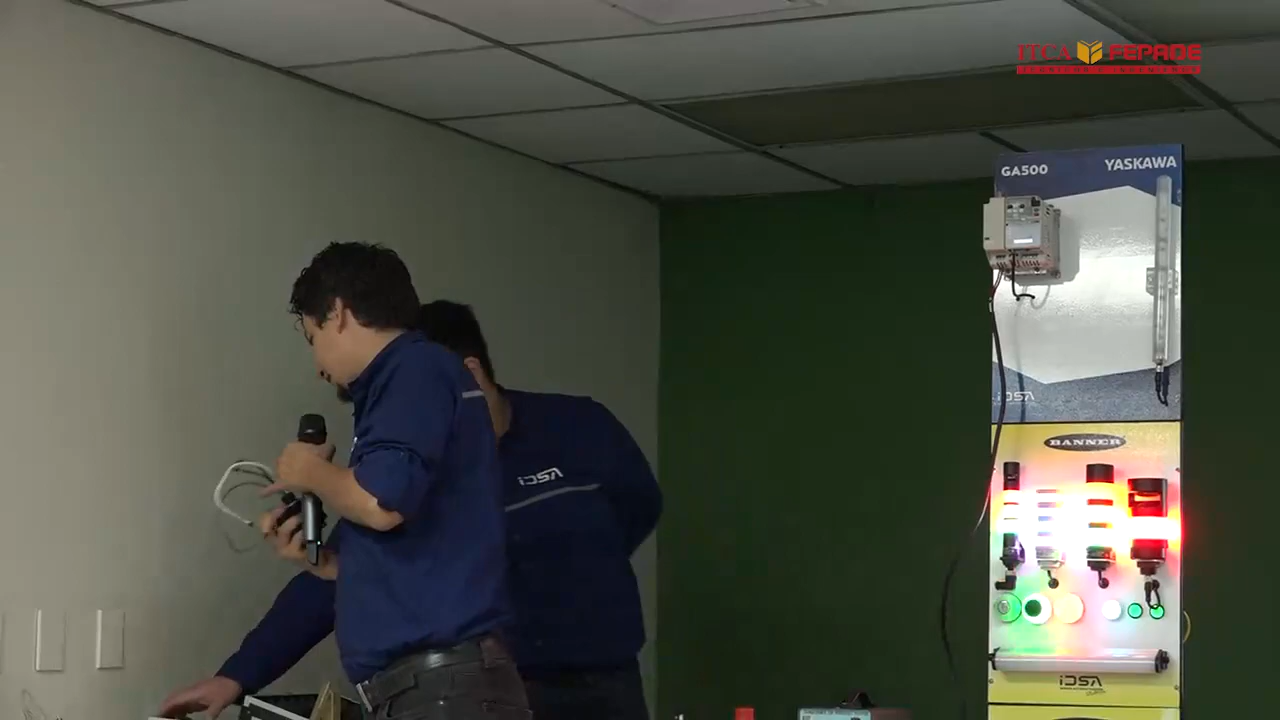 ITCA FEPADE
GA500 YASKAWA
iDSA
BANNER
iDSA
iDSA